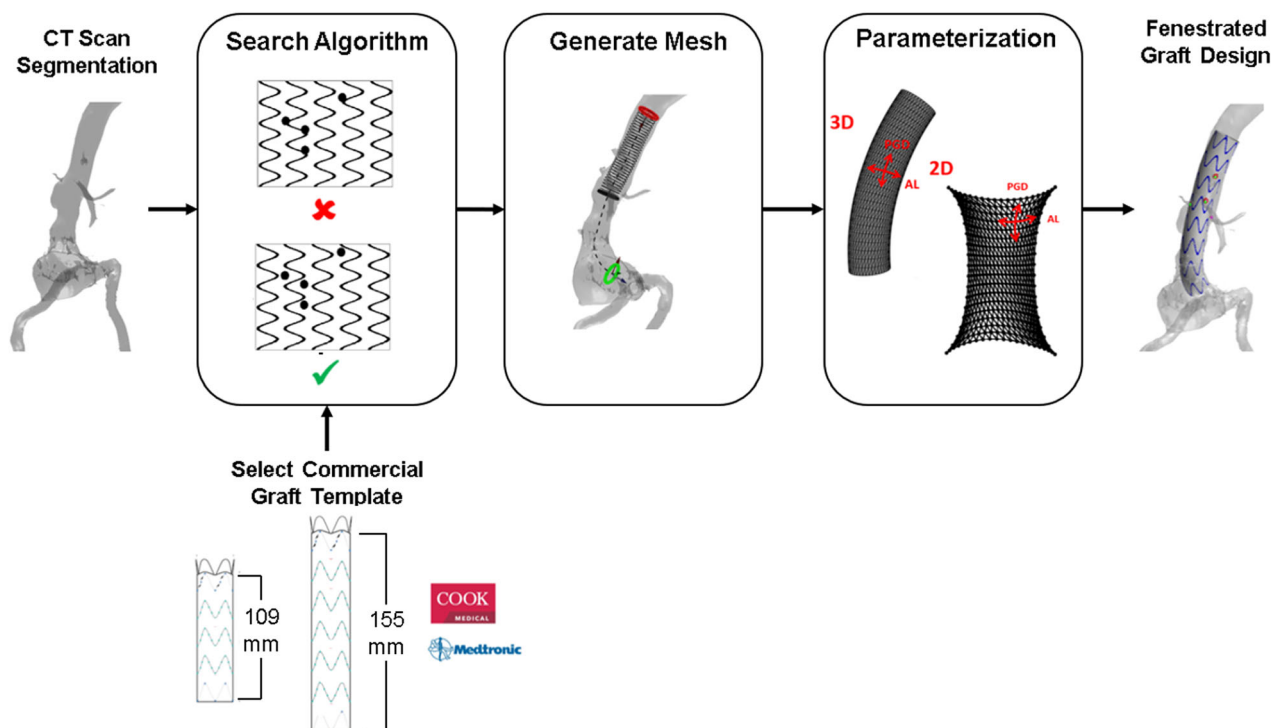 CT Scan
Segmentation
Search Algorithm
Generate Mesh
Parameterization
3D
PGD
AL
2D
PGD
AL
Fenestrated
Graft Design
Select Commercial
Graft Template
109
mm
155
mm
COOK
MEDICAL
Medtronic